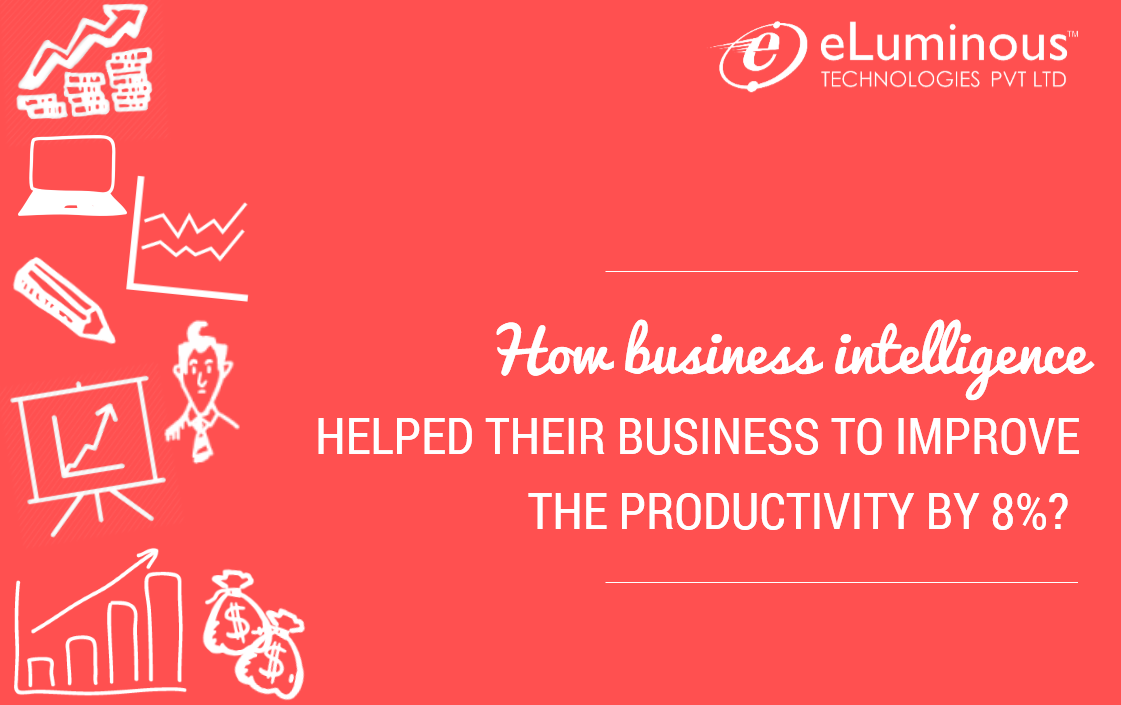 eLuminous™
TECHNOLOGIES PVT LTD
How business intelligence
HELPED THEIR BUSINESS TO IMPROVE
THE PRODUCTIVITY BY 8%?
$
$